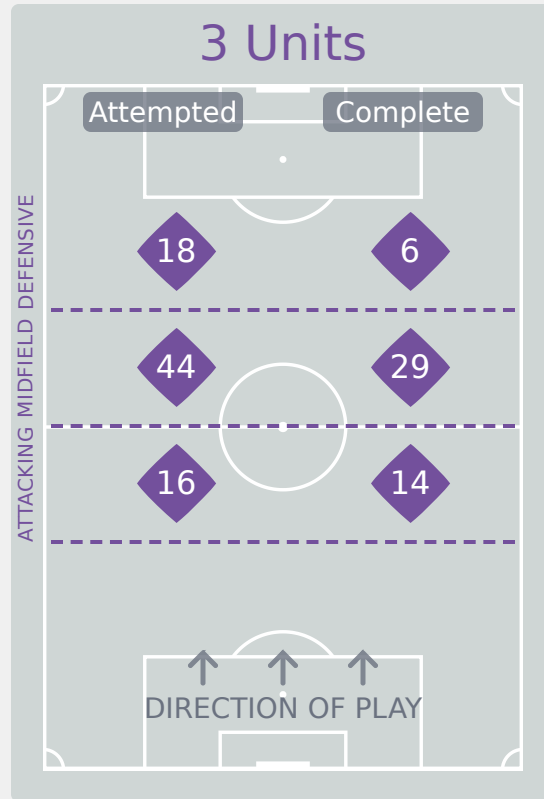 3 Units
Attempted Complete
ATTACKING MIDFIELD DEFENSIVE
18 6
44 29
16 14
DIRECTION OF PLAY